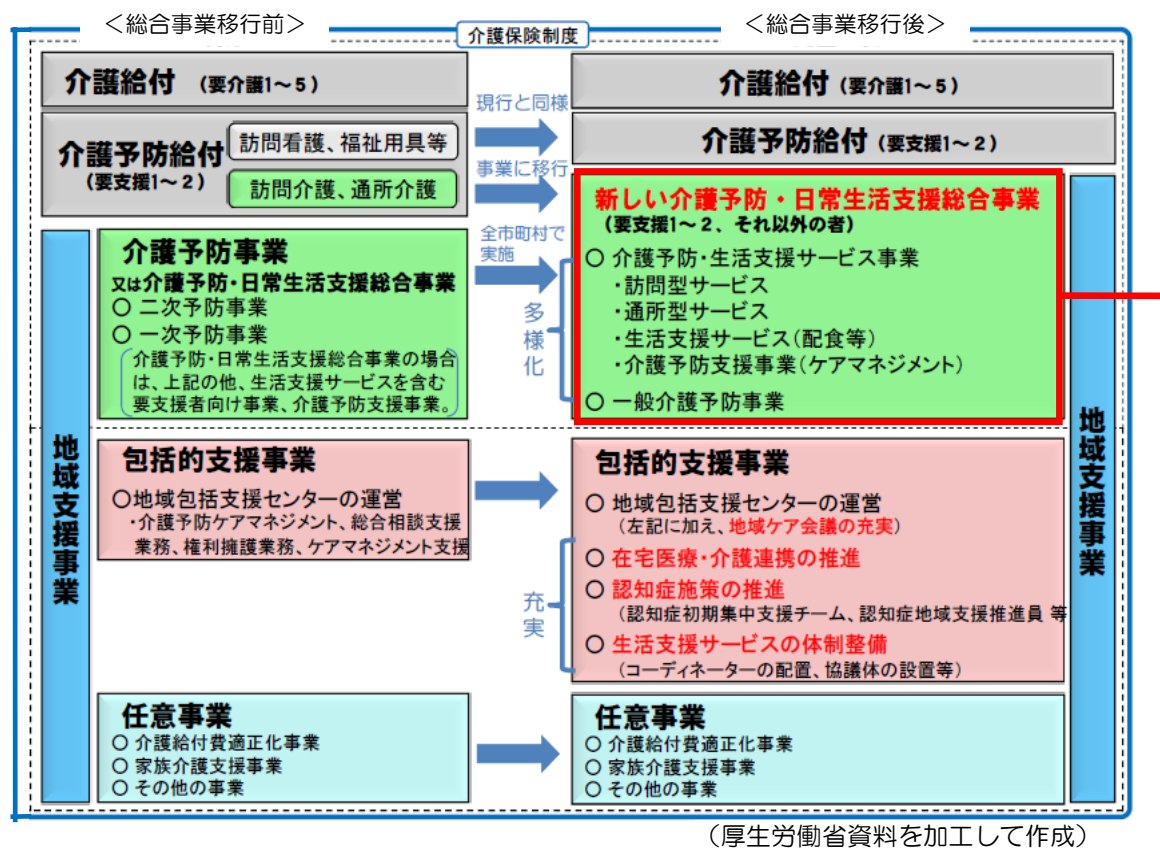 ＜総合事業移行前＞
介護保険制度
＜総合事業移行後＞
介護給付 （要介護1～5）
介護予防給付
（要支援1～2）
訪問看護、福祉用具等
訪問介護、通所介護
現行と同様
事業に移行
全市町村で
実施
多様化
介護給付（要介護1～5）
介護予防給付（要支援1～2）
介護予防事業
又は介護予防・日常生活支援総合事業
○ 二次予防事業
○ 一次予防事業
介護予防・日常生活支援総合事業の場合
は、上記の他、生活支援サービスを含む
要支援者向け事業、介護予防支援事業。
新しい介護予防・日常生活支援総合事業
（要支援1～2、それ以外の者）
○ 介護予防・生活支援サービス事業
・訪問型サービス
・通所型サービス
・生活支援サービス（配食等）
・介護予防支援事業（ケアマネジメント）
○ 一般介護予防事業
地域支援事業
包括的支援事業
○地域包括支援センターの運営
・介護予防ケアマネジメント、総合相談支援
業務、権利擁護業務、ケアマネジメント支援
充実
包括的支援事業
○ 地域包括支援センターの運営
（左記に加え、地域ケア会議の充実）
○ 在宅医療・介護連携の推進
○ 認知症施策の推進
（認知症初期集中支援チーム、認知症地域支援推進員 等
○ 生活支援サービスの体制整備
（コーディネーターの配置、協議体の設置等）
地域支援事業
任意事業
○ 介護給付費適正化事業
○ 家族介護支援事業
○ その他の事業
任意事業
○ 介護給付費適正化事業
○ 家族介護支援事業
○ その他の事業
（厚生労働省資料を加工して作成）